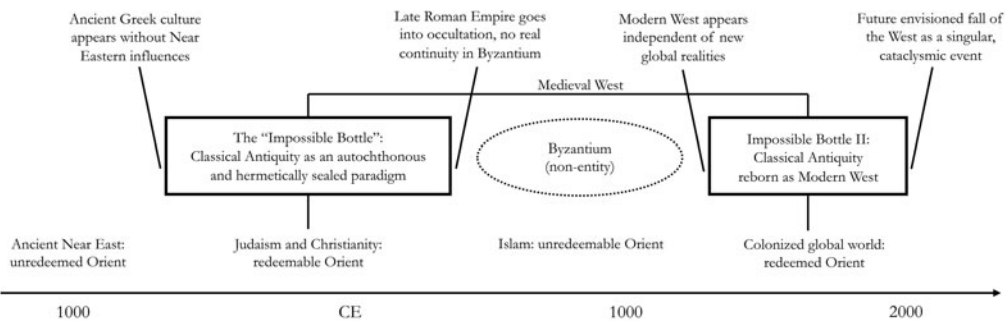 Ancient Greek culture
appears without Near
Eastern influences
Late Roman Empire goes
into occultation, no real
continuity in Byzantium
Modern West appears
independent of new
global realities
Future envisioned fall of
the West as a singular,
cataclysmic event
Medieval West
The “Impossible Bottle”:
Classical Antiquity as an autochthonous
and hermetically sealed paradigm
Byzantium
(non-entity)
Impossible Bottle II:
Classical Antiquity
reborn as Modern West
Ancient Near East:
unredeemed Orient
Judaism and Christianity:
redeemable Orient
Islam: unredeemable Orient
Colonized global world:
redeemed Orient
1000
CE
1000
2000